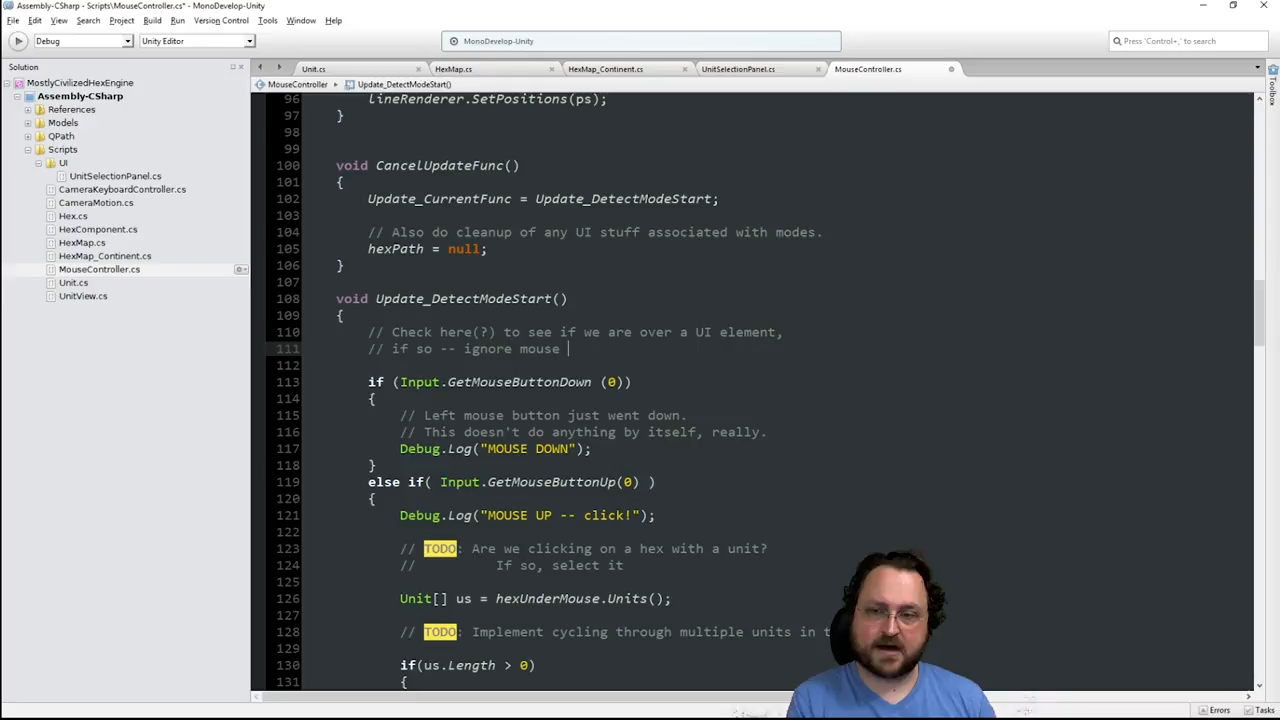 Assembly-CSharp - Scripts\MouseController.cs* - MonoDevelop-Unity
File Edit View Search Project Build Run Version Control Tools Window Help
Debug Unity Editor MonoDevelop-Unity Press 'Control+,' to search
Solution
Unit.cs HexMap.cs HexMap_Continent.cs UnitSelectionPanel.cs MouseController.cs
MouseController Update_DetectModeStart()
MostlyCivilizedHexEngine
Assembly-CSharp
References
Models
QPath
Scripts
UI
UnitSelectionPanel.cs
CameraKeyboardController.cs
CameraMotion.cs
Hex.cs
HexComponent.cs
HexMap.cs
HexMap_Continent.cs
MouseController.cs
Unit.cs
UnitView.cs
Toolbox
96 lineRenderer.SetPositions(ps);
97 }
98
99
100 void CancelUpdateFunc()
101 {
102 Update_CurrentFunc = Update_DetectModeStart;
103
104 // Also do cleanup of any UI stuff associated with modes.
105 hexPath = null;
106 }
107
108 void Update_DetectModeStart()
109 {
110 // Check here(?) to see if we are over a UI element,
111 // if so -- ignore mouse
112
113 if (Input.GetMouseButtonDown (0))
114 {
115 // Left mouse button just went down.
116 // This doesn't do anything by itself, really.
117 Debug.Log("MOUSE DOWN");
118 }
119 else if( Input.GetMouseButtonUp(0) )
120 {
121 Debug.Log("MOUSE UP -- click!");
122
123 // TODO: Are we clicking on a hex with a unit?
124 // If so, select it
125
126 Unit[] us = hexUnderMouse.Units();
127
128 // TODO: Implement cycling through multiple units in t
129
130 if(us.Length > 0)
131 {
Errors Tasks